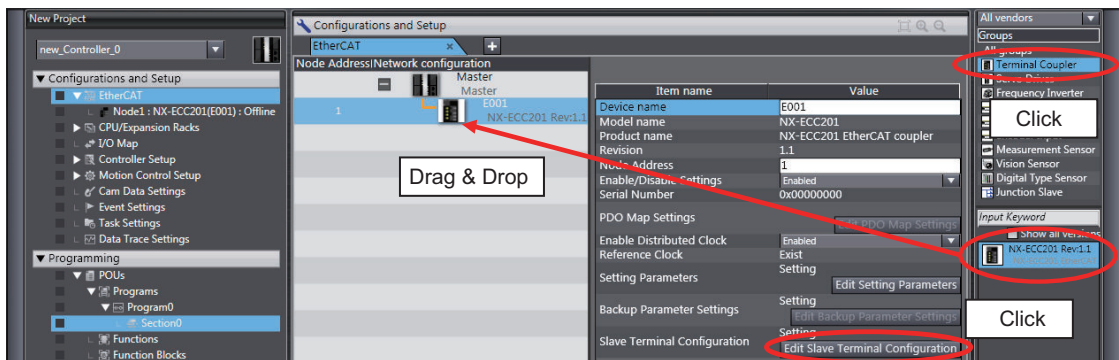 New Project
new_Controller_0
Configurations and Setup
EtherCAT
Node1 : NX-ECC201(E001) : Offline
CPU/Expansion Racks
I/O Map
Controller Setup
Motion Control Setup
Cam Data Settings
Event Settings
Task Settings
Data Trace Settings
Programming
POUs
Programs
Program0
Section0
Functions
Function Blocks
Configurations and Setup
EtherCAT
Node Address|Network configuration
Master
Master
1
E001
NX-ECC201 Rev:1.1
Drag & Drop
Item name Value
Device name E001
Model name NX-ECC201
Product name NX-ECC201 EtherCAT coupler
Revision 1.1
Node Address 1
Enable/Disable Settings Enabled
Serial Number 0x00000000
PDO Map Settings
Edit PDO Map Settings
Enable Distributed Clock Enabled
Reference Clock Exist
Setting Parameters Setting
Edit Setting Parameters
Backup Parameter Settings Setting
Edit Backup Parameter Settings
Slave Terminal Configuration Setting
Edit Slave Terminal Configuration
All vendors
Groups
All groups
Terminal Coupler
Servo Drives
Frequency Inverter
Click
Measurement Sensor
Vision Sensor
Digital Type Sensor
Junction Slave
Input Keyword
Show all versions
NX-ECC201 Rev:1.1
Click